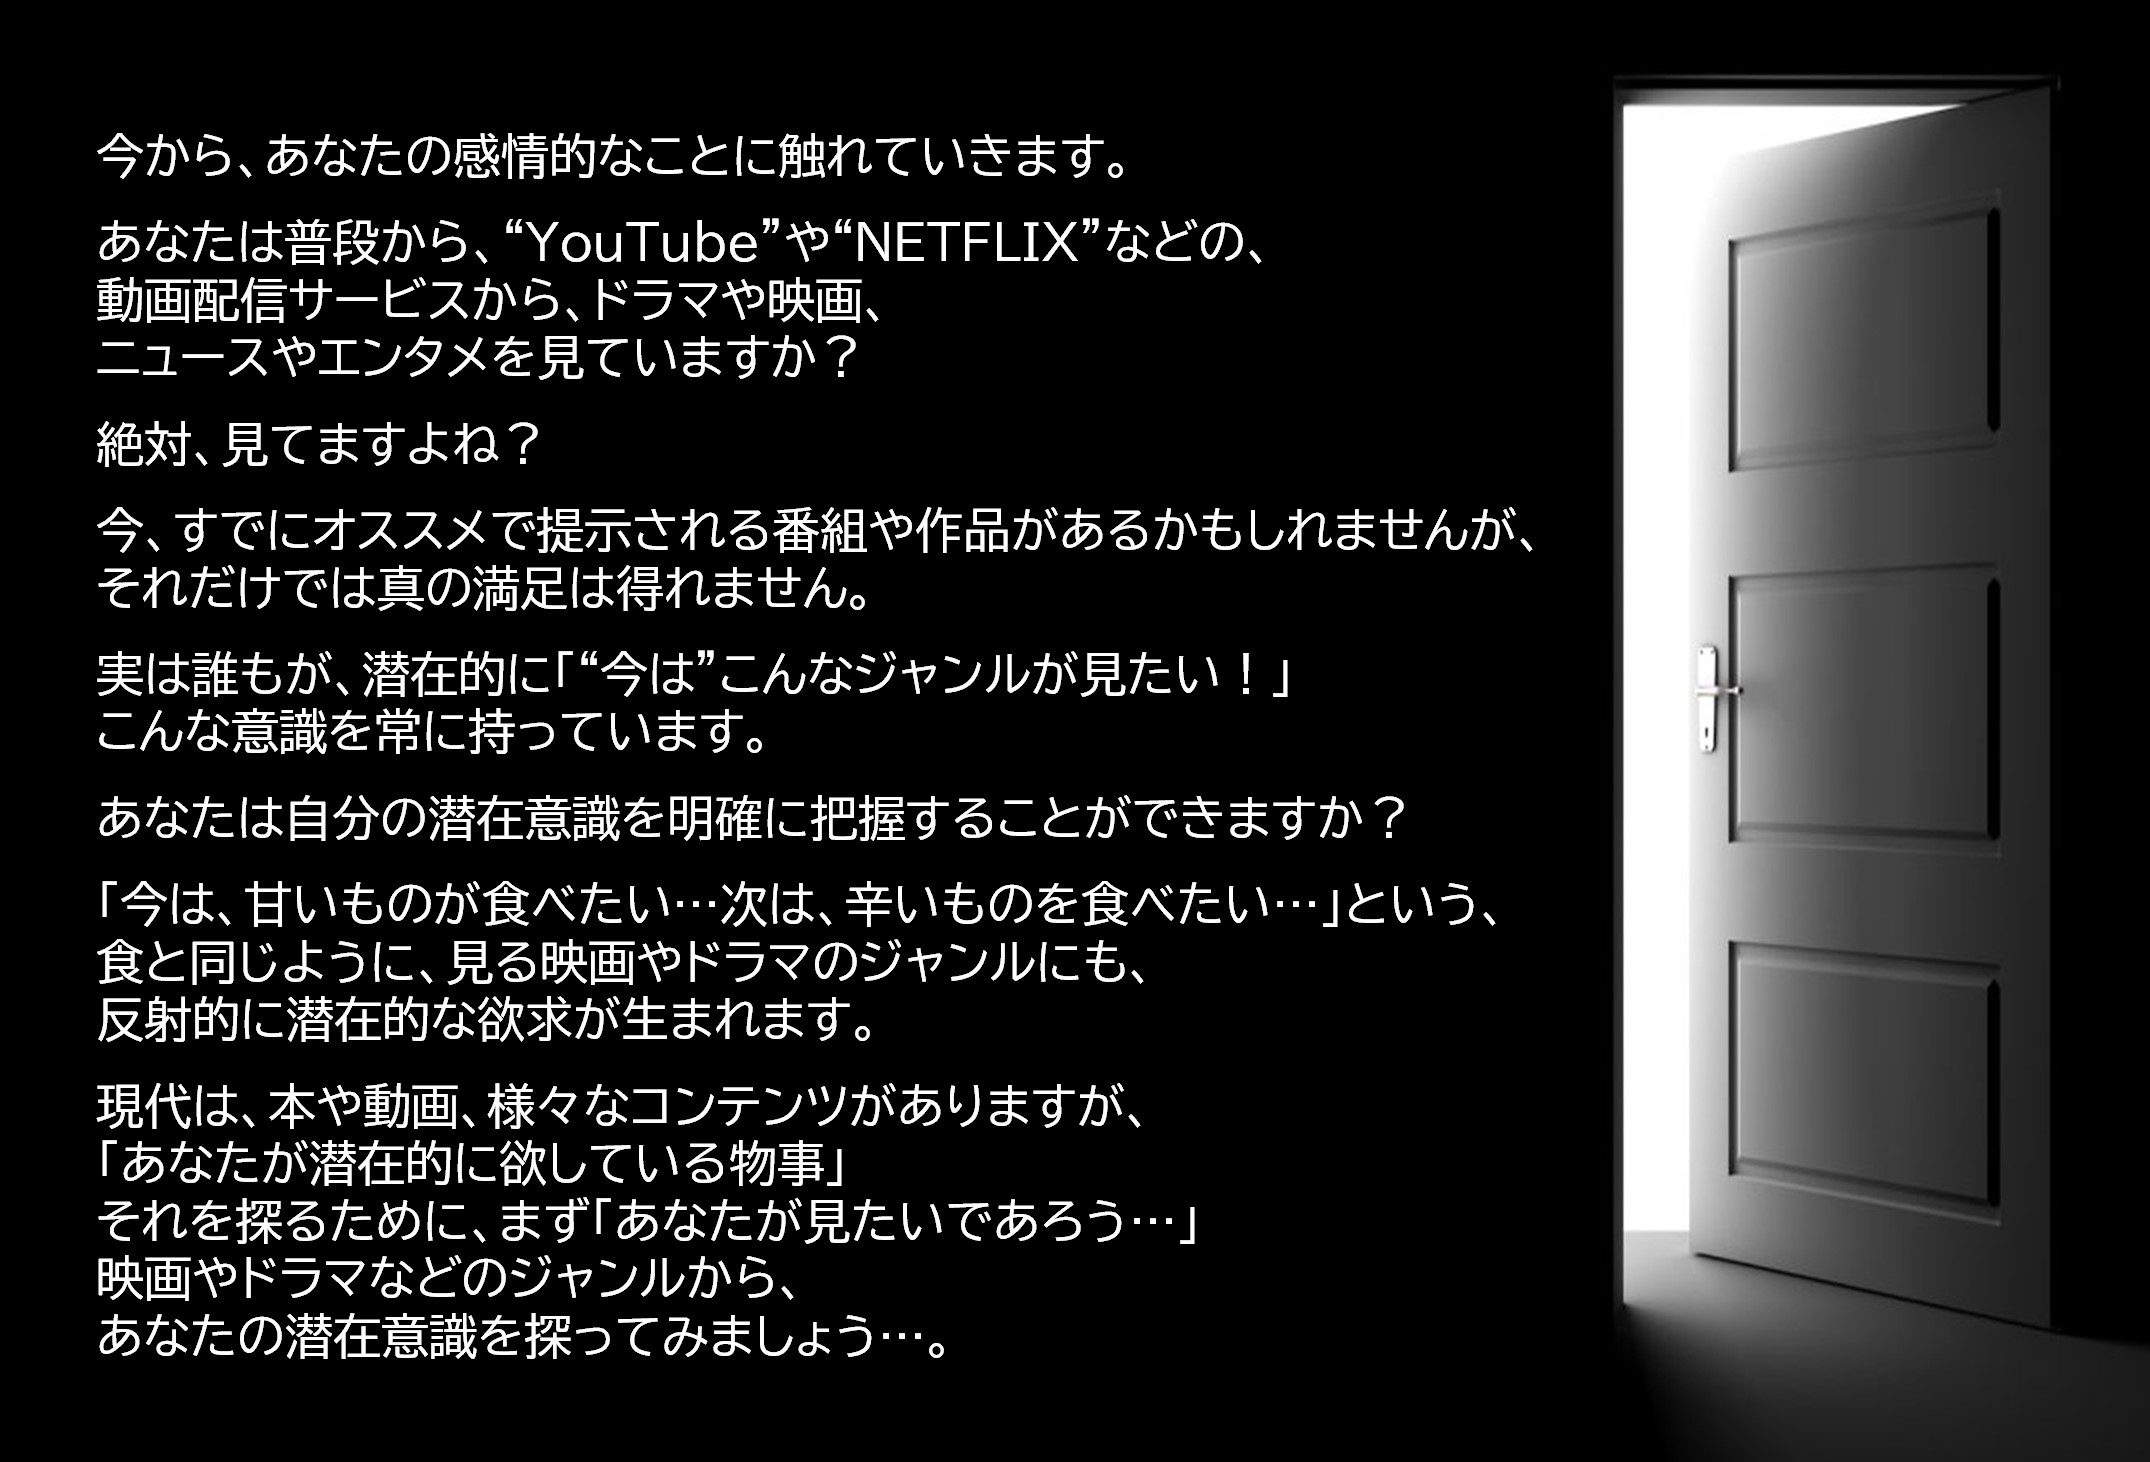 今から、あなたの感情的なことに触れていきます。
あなたは普段から、“YouTube”や“NETFLIX”などの、
動画配信サービスから、ドラマや映画、
ニュースやエンタメを見ていますか？
絶対、見てますよね？
今、すでにオススメで提示される番組や作品があるかもしれませんが、
それだけでは真の満足は得れません。
実は誰もが、潜在的に「“今は”こんなジャンルが見たい！」
こんな意識を常に持っています。
あなたは自分の潜在意識を明確に把握することができますか？
「今は、甘いものが食べたい…次は、辛いものを食べたい…」という、
食と同じように、見る映画やドラマのジャンルにも、
反射的に潜在的な欲求が生まれます。
現代は、本や動画、様々なコンテンツがありますが、
「あなたが潜在的に欲している物事」
それを探るために、まず「あなたが見たいであろう…」
映画やドラマなどのジャンルから、
あなたの潜在意識を探ってみましょう…。